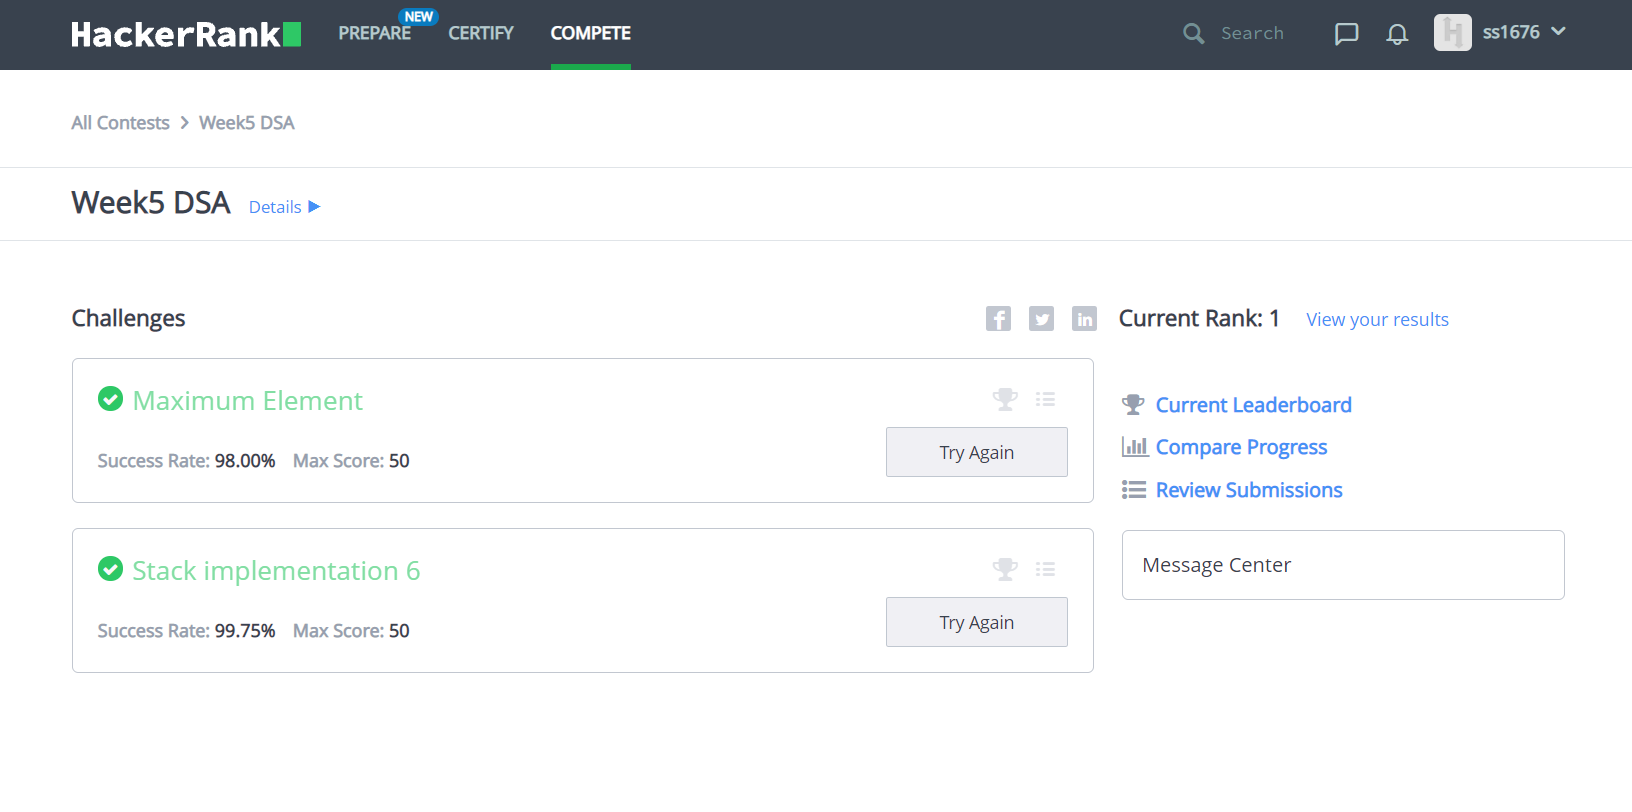 HackerRank
PREPARE NEW CERTIFY COMPETE
Search
ss1676
All Contests > Week5 DSA
Week5 DSA Details
Challenges
Maximum Element
Success Rate: 98.00% Max Score: 50
Try Again
Stack implementation 6
Success Rate: 99.75% Max Score: 50
Try Again
Current Rank: 1 View your results
Current Leaderboard
Compare Progress
Review Submissions
Message Center